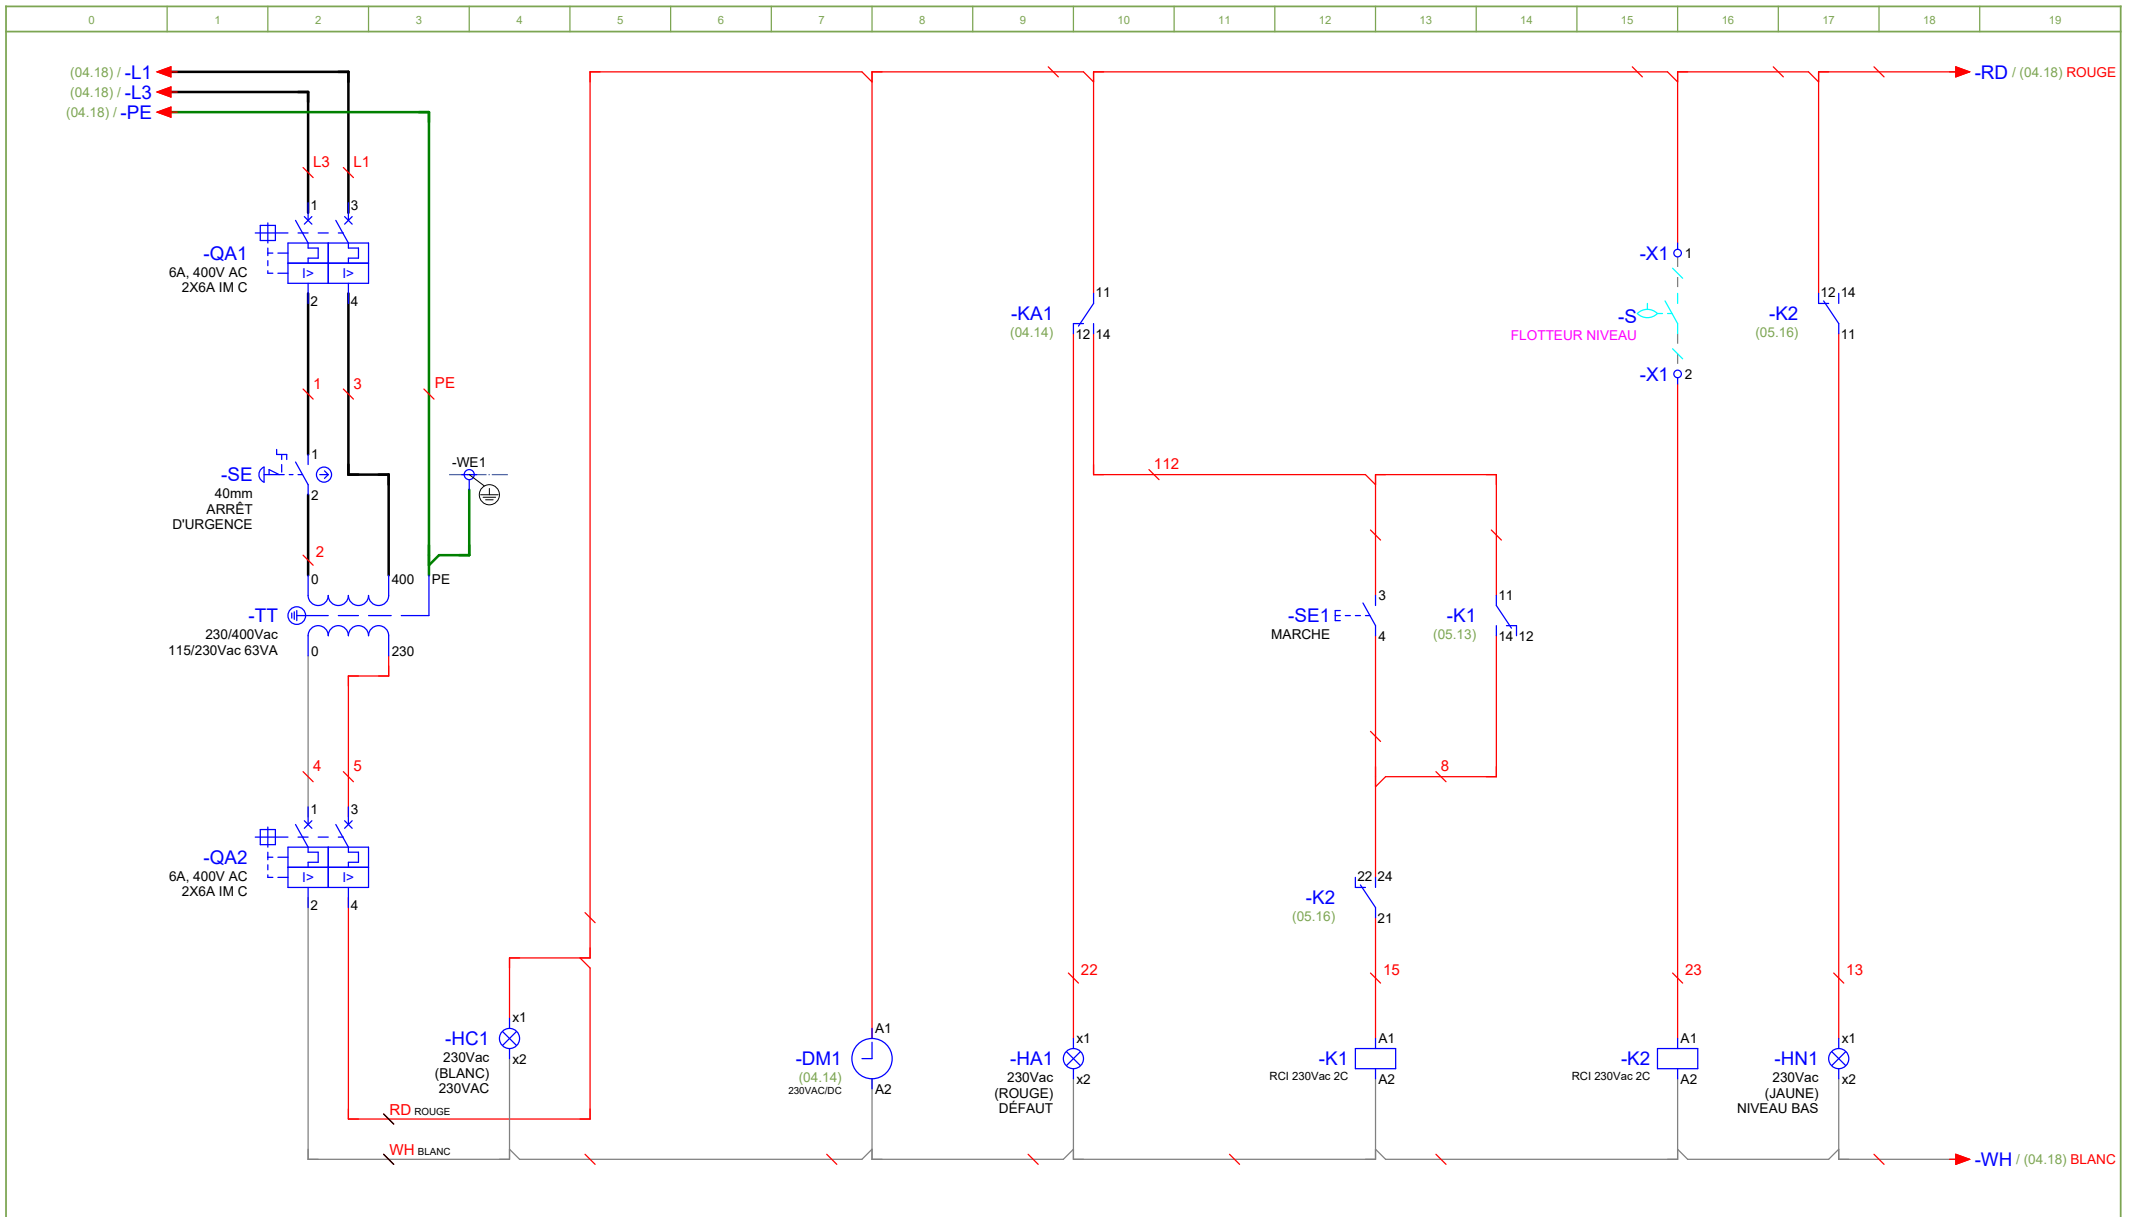 0 1 2 3 4 5 6 7 8 9 10 11 12 13 14 15 16 17 18 19
(04.18) / -L1
(04.18) / -L3
(04.18) / -PE
-RD / (04.18) ROUGE
L3 L1
1 3
-QA1
6A, 400V AC
2X6A IM C
I> I>
2 4
1 3 PE
-SE
40mm
ARRÊT
D'URGENCE
1
2
-WE1
2
0 400 PE
-TT
230/400Vac
115/230Vac 63VA
0 230
4 5
1 3
-QA2
6A, 400V AC
2X6A IM C
I> I>
2 4
RD ROUGE
WH BLANC
-HC1
230Vac
(BLANC)
230VAC
x1
x2
-DM1
(04.14)
230VAC/DC
A1
A2
-KA1
(04.14)
11
12 14
22
-HA1
230Vac
(ROUGE)
DÉFAUT
x1
x2
112
-SE1
MARCHE
E
3
4
-K1
(05.13)
11
14 12
8
-K2
(05.16)
22 24
21
15
-K1
RCI 230Vac 2C
A1
A2
-X1 1
-S
FLOTTEUR NIVEAU
-X1 2
23
-K2
RCI 230Vac 2C
A1
A2
-K2
(05.16)
12 14
11
13
-HN1
230Vac
(JAUNE)
NIVEAU BAS
x1
x2
-WH / (04.18) BLANC